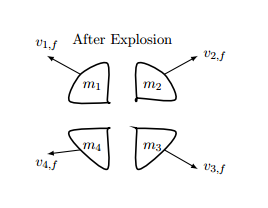 After Explosion
v₁,f
v₂,f
m₁
m₂
m₄
m₃
v₄,f
v₃,f